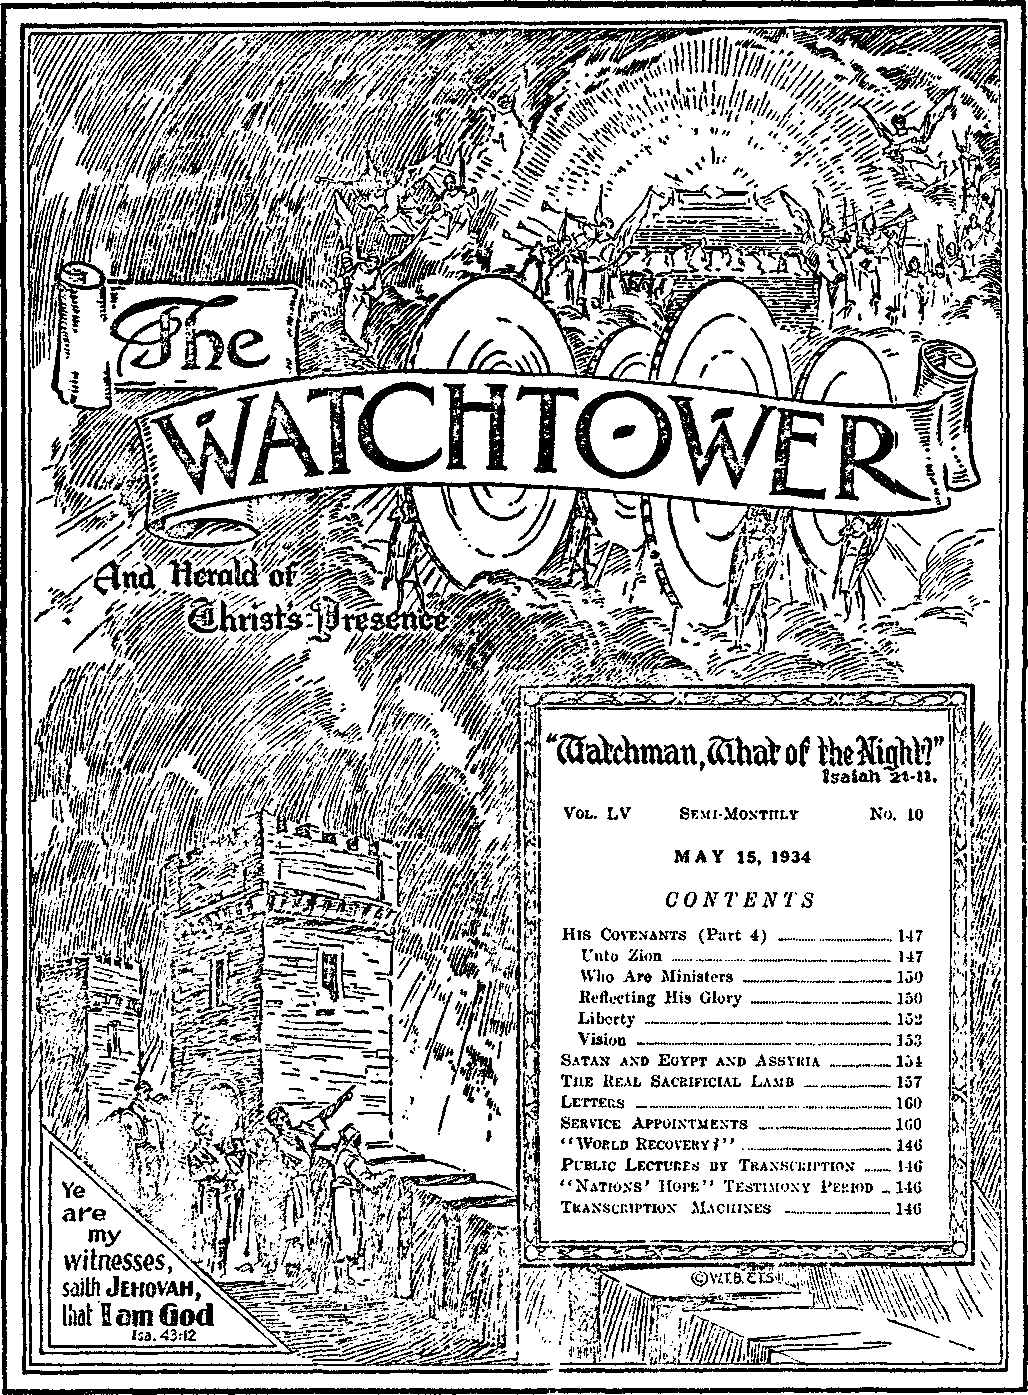 The
WATCHTOWER
And Herald of
Christ's Presence
"Watchman, What of the Night?"
Isaiah 21-11.
VOL. LV SEMI-MONTHLY No. 10
MAY 15, 1934
CONTENTS
HIS COVENANTS (Part 4) 147
Unto Zion 147
Who Are Ministers 150
Reflecting His Glory 150
Liberty 152
Vision 153
SATAN AND EGYPT AND ASSYRIA 154
THE REAL SACRIFICIAL LAMB 157
LETTERS 160
SERVICE APPOINTMENTS 160
"WORLD RECOVERY?" 146
PUBLIC LECTURES BY TRANSCRIPTION 146
"NATIONS' HOPE" TESTIMONY PERIOD 146
TRANSCRIPTION MACHINES 146
©W.T.B.&T.S.
Ye
are
my
witnesses,
saith JEHOVAH,
that I am God
Isa. 43:12